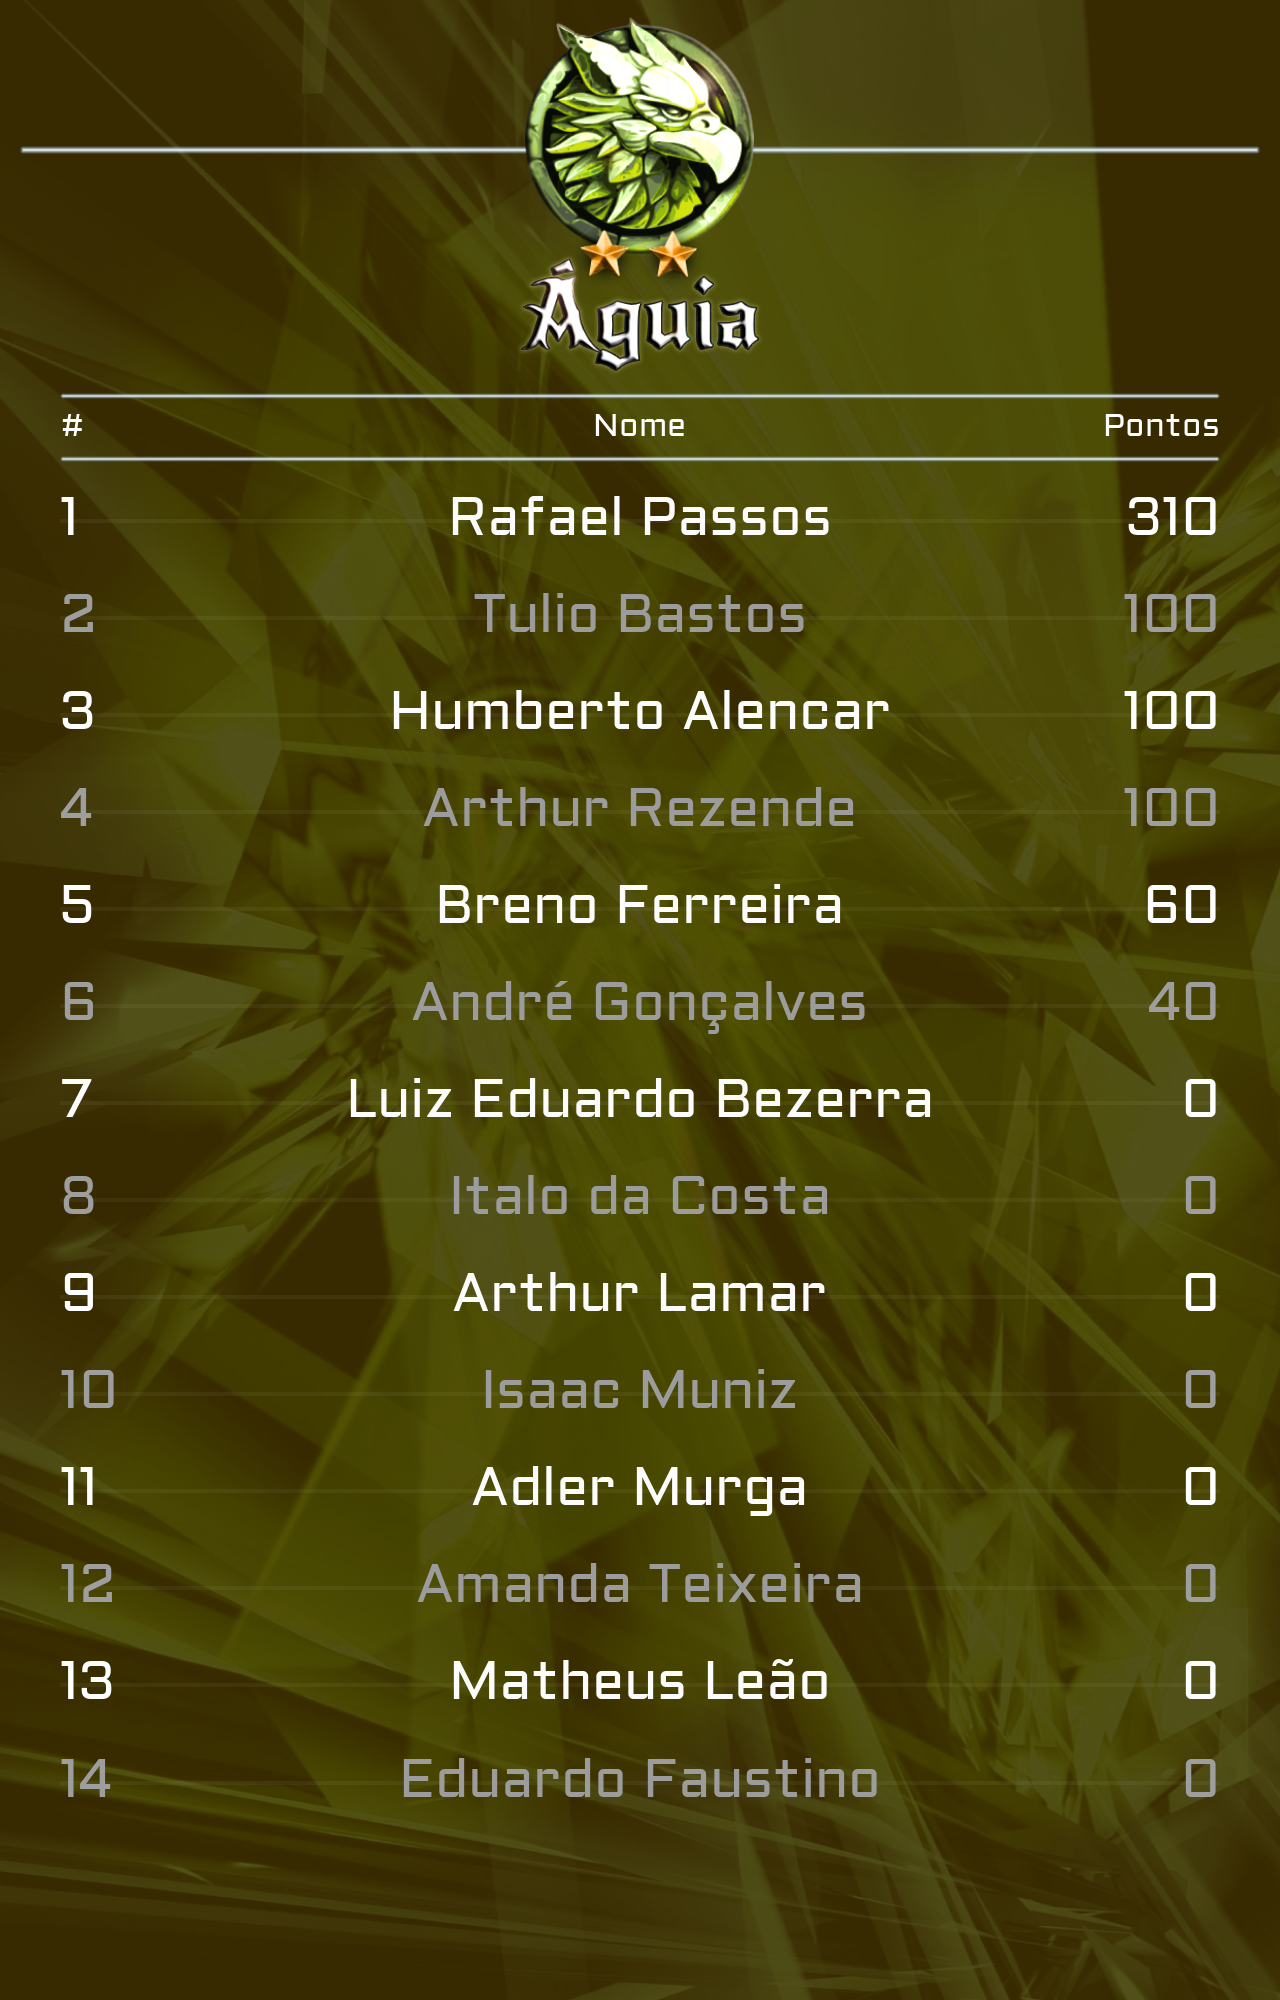 Águia
# Nome Pontos
1 Rafael Passos 310
2 Tulio Bastos 100
3 Humberto Alencar 100
4 Arthur Rezende 100
5 Breno Ferreira 60
6 André Gonçalves 40
7 Luiz Eduardo Bezerra 0
8 Italo da Costa 0
9 Arthur Lamar 0
10 Isaac Muniz 0
11 Adler Murga 0
12 Amanda Teixeira 0
13 Matheus Leão 0
14 Eduardo Faustino 0